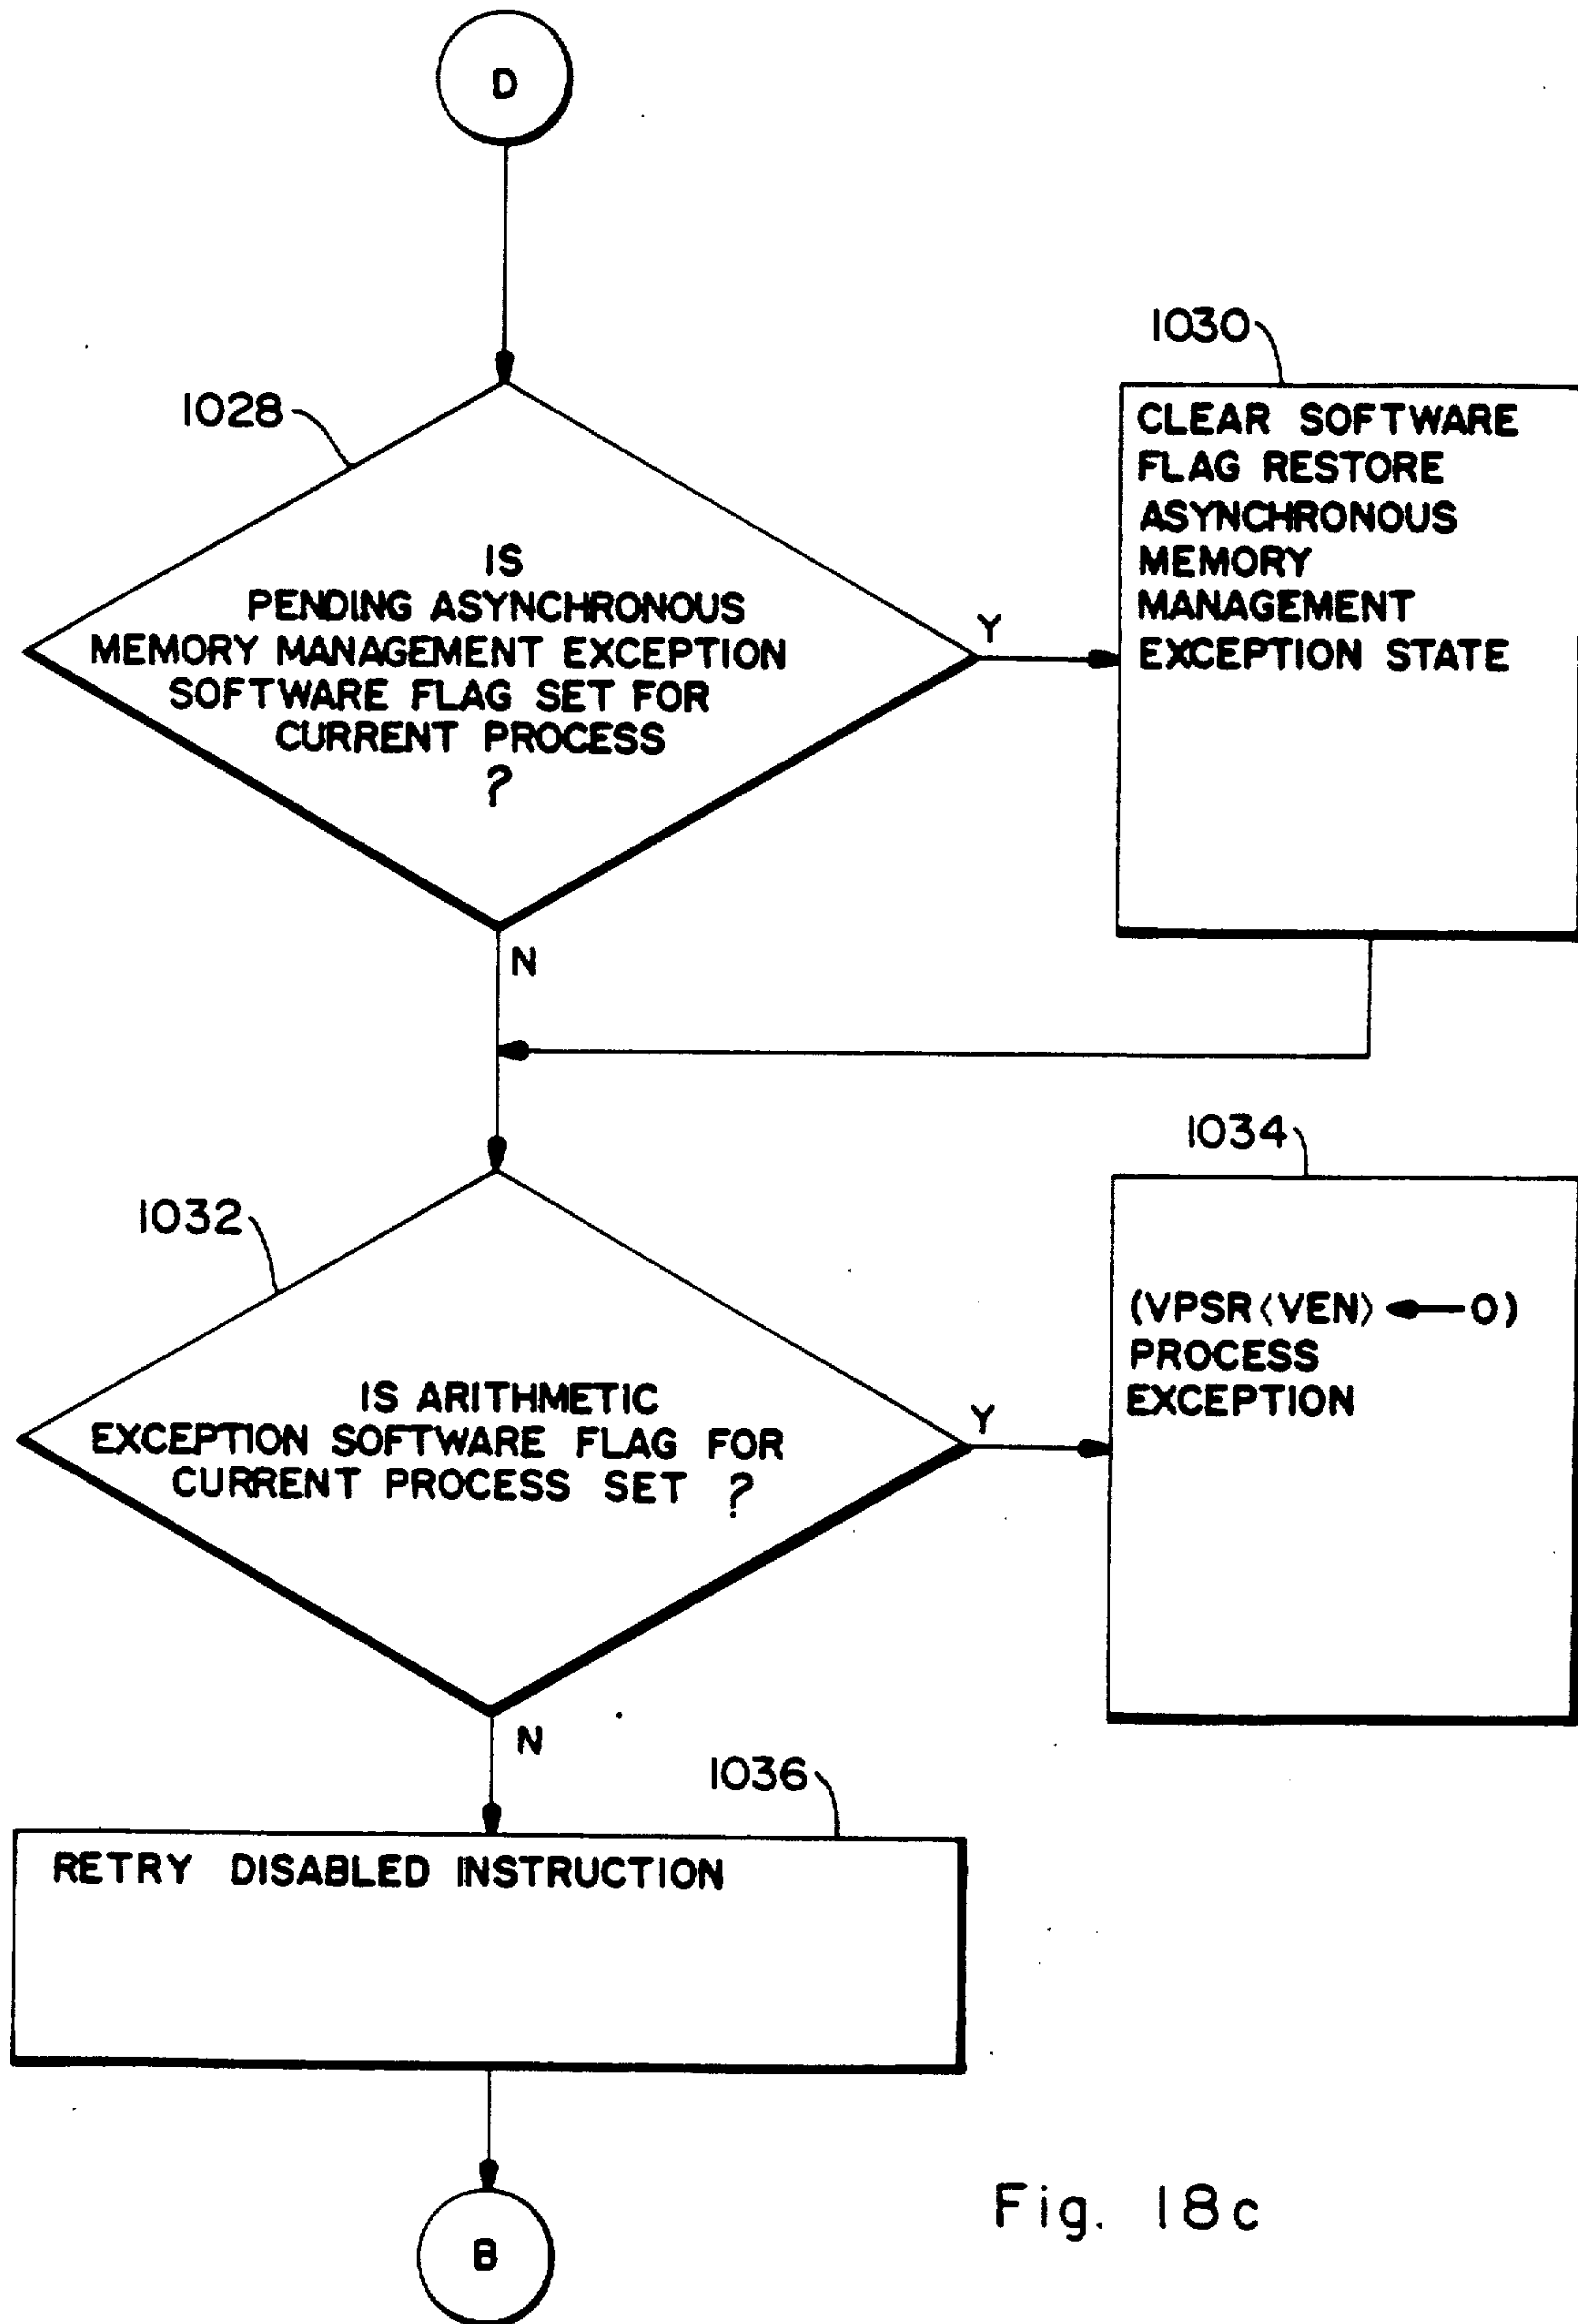 D
1028
IS
PENDING ASYNCHRONOUS
MEMORY MANAGEMENT EXCEPTION
SOFTWARE FLAG SET FOR
CURRENT PROCESS
?
Y
N
1030
CLEAR SOFTWARE
FLAG RESTORE
ASYNCHRONOUS
MEMORY
MANAGEMENT
EXCEPTION STATE
1032
IS ARITHMETIC
EXCEPTION SOFTWARE FLAG FOR
CURRENT PROCESS SET ?
Y
N
1034
(VPSR<VEN> ← 0)
PROCESS
EXCEPTION
1036
RETRY DISABLED INSTRUCTION
B
Fig. 18c